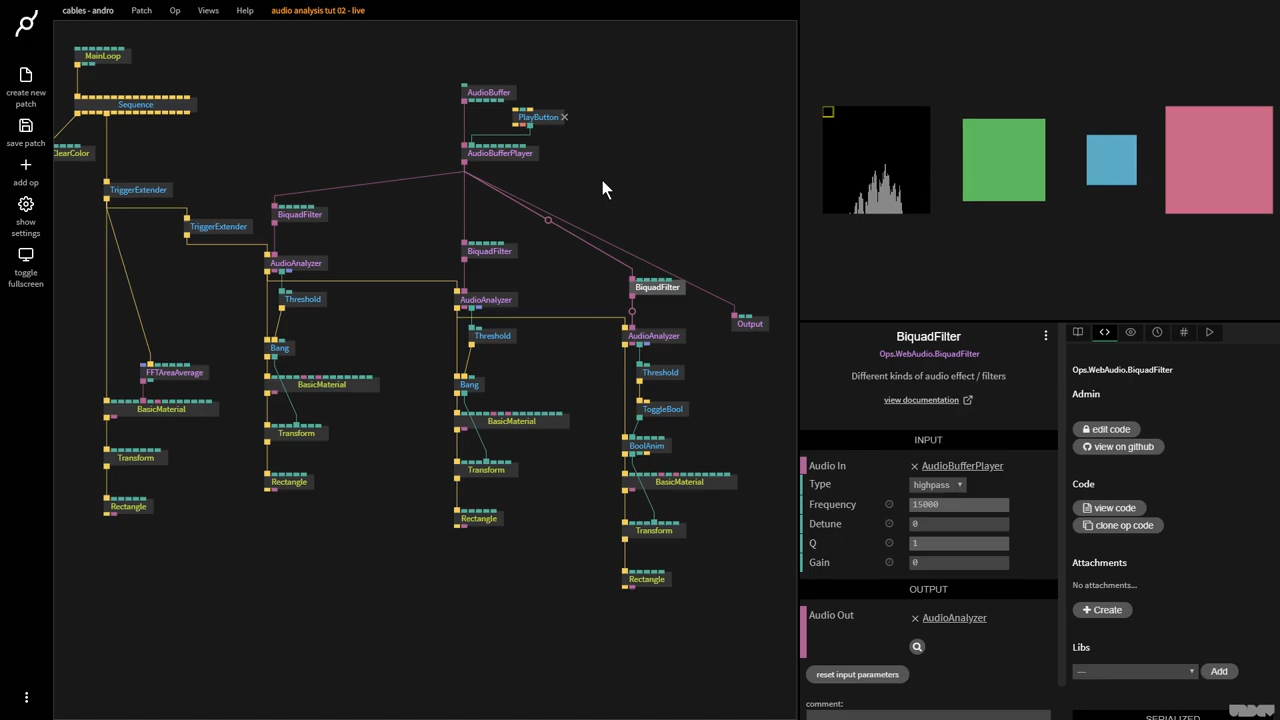 cables - andro
Patch
Op
Views
Help
audio analysis tut 02 - live
create new
patch
save patch
add op
show
settings
toggle
fullscreen
MainLoop
Sequence
ClearColor
TriggerExtender
TriggerExtender
FFTAreaAverage
BasicMaterial
Transform
Rectangle
BiquadFilter
AudioAnalyzer
Threshold
Bang
BasicMaterial
Transform
Rectangle
AudioBuffer
PlayButton
AudioBufferPlayer
BiquadFilter
AudioAnalyzer
Threshold
Bang
BasicMaterial
Transform
Rectangle
BiquadFilter
Output
AudioAnalyzer
Threshold
ToggleBool
BoolAnim
BasicMaterial
Transform
Rectangle
BiquadFilter
Ops.WebAudio.BiquadFilter
Different kinds of audio effect / filters
view documentation
INPUT
Audio In AudioBufferPlayer
Type highpass
Frequency 15000
Detune 0
Q 1
Gain 0
OUTPUT
Audio Out AudioAnalyzer
reset input parameters
comment:
Ops.WebAudio.BiquadFilter
Admin
edit code
view on github
Code
view code
clone op code
Attachments
No attachments...
Create
Libs
Add
SERIALIZED